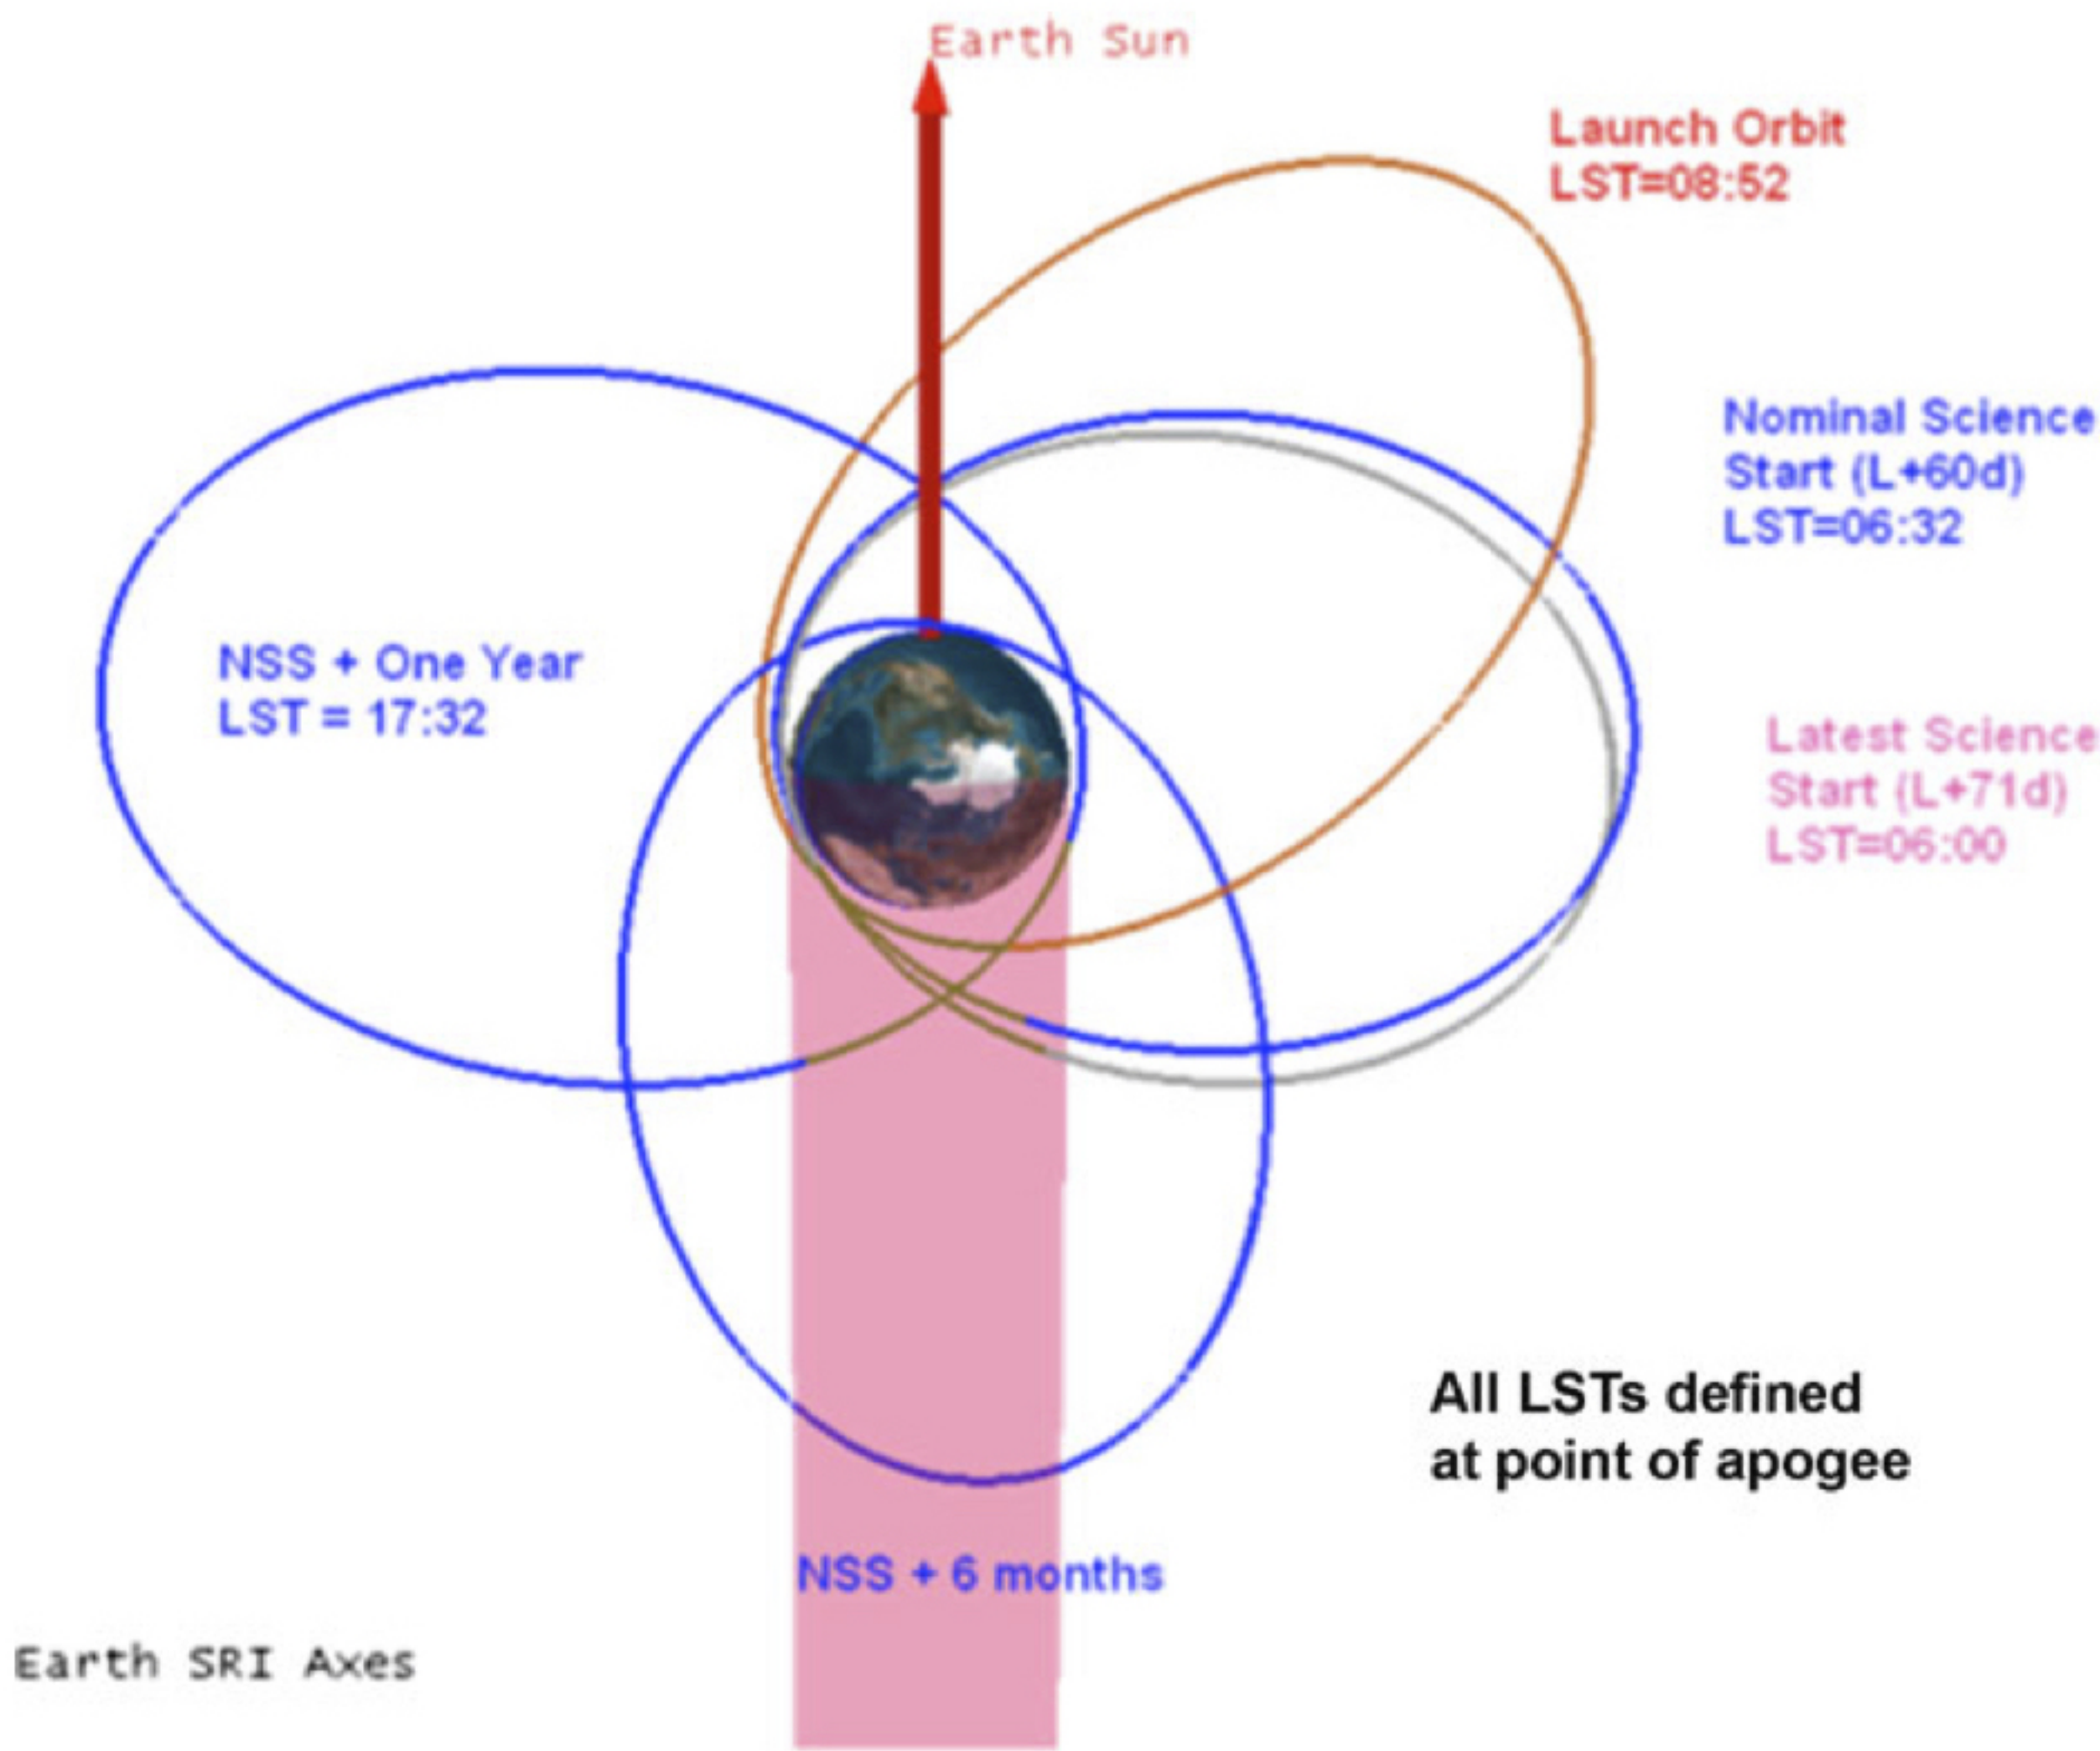 Earth Sun
Launch Orbit
LST=08:52
Nominal Science
Start (L+60d)
LST=06:32
NSS + One Year
LST = 17:32
Latest Science
Start (L+71d)
LST=06:00
All LSTs defined
at point of apogee
NSS + 6 months
Earth SRI Axes